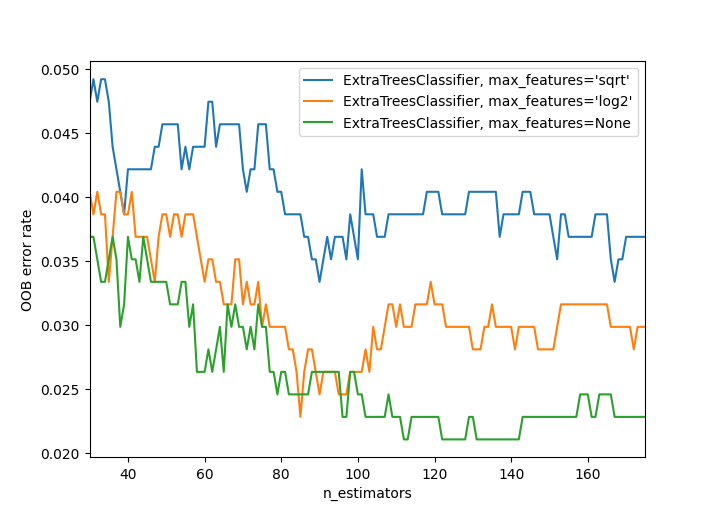 0.050
0.045
0.040
0.035
0.030
0.025
0.020
OOB error rate
ExtraTreesClassifier, max_features='sqrt'
ExtraTreesClassifier, max_features='log2'
ExtraTreesClassifier, max_features=None
40 60 80 100 120 140 160
n_estimators